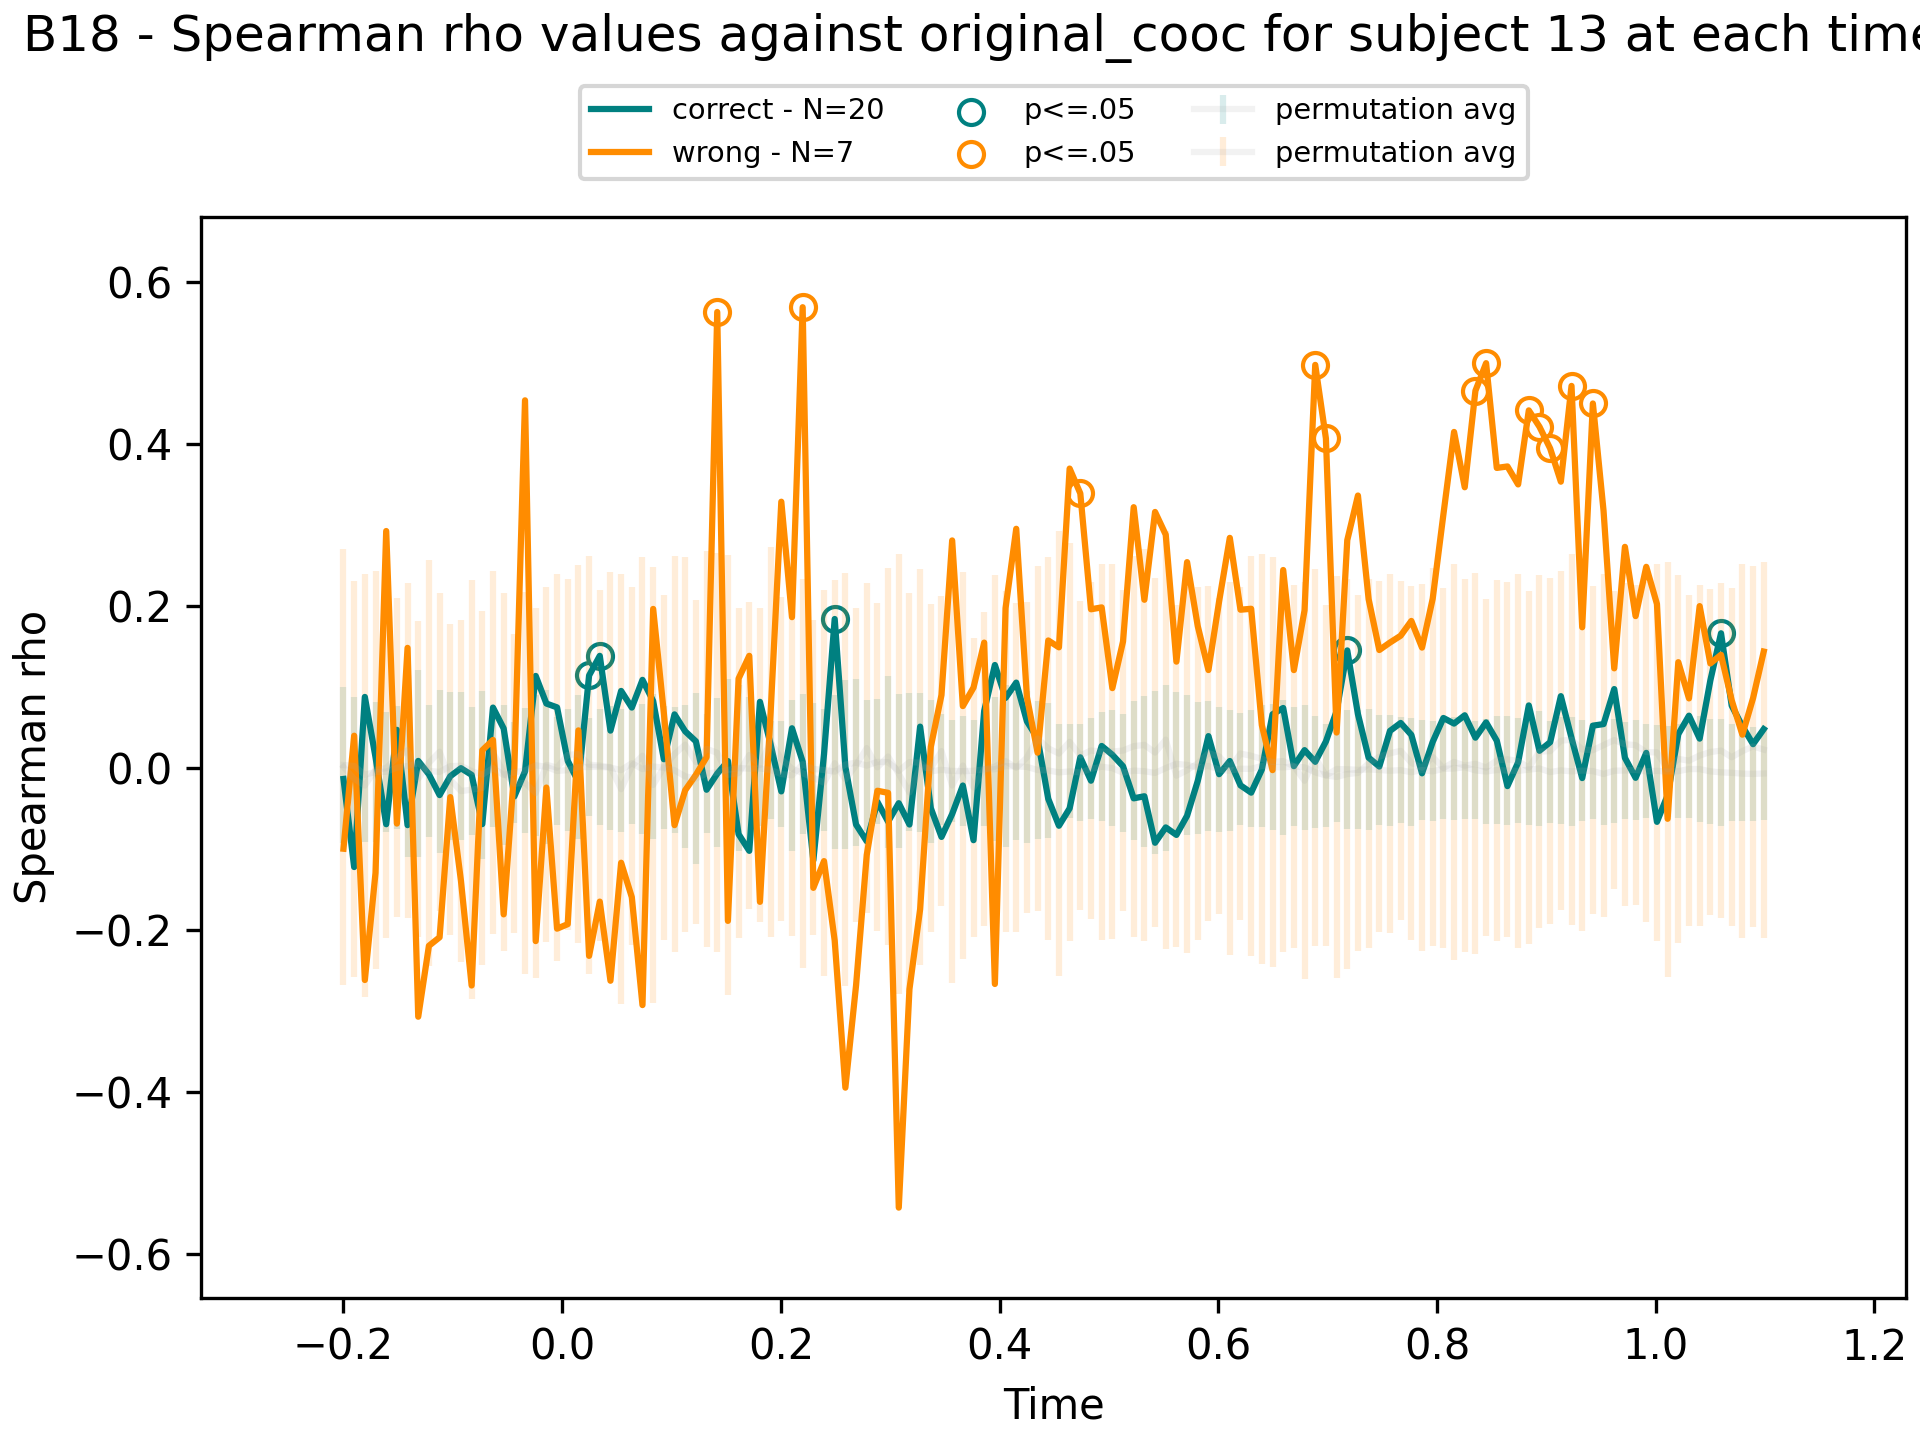 B18 - Spearman rho values against original_cooc for subject 13 at each time
correct - N=20
wrong - N=7
p<=.05
p<=.05
permutation avg
permutation avg
Spearman rho
0.6
0.4
0.2
0.0
−0.2
−0.4
−0.6
−0.2 0.0 0.2 0.4 0.6 0.8 1.0 1.2
Time